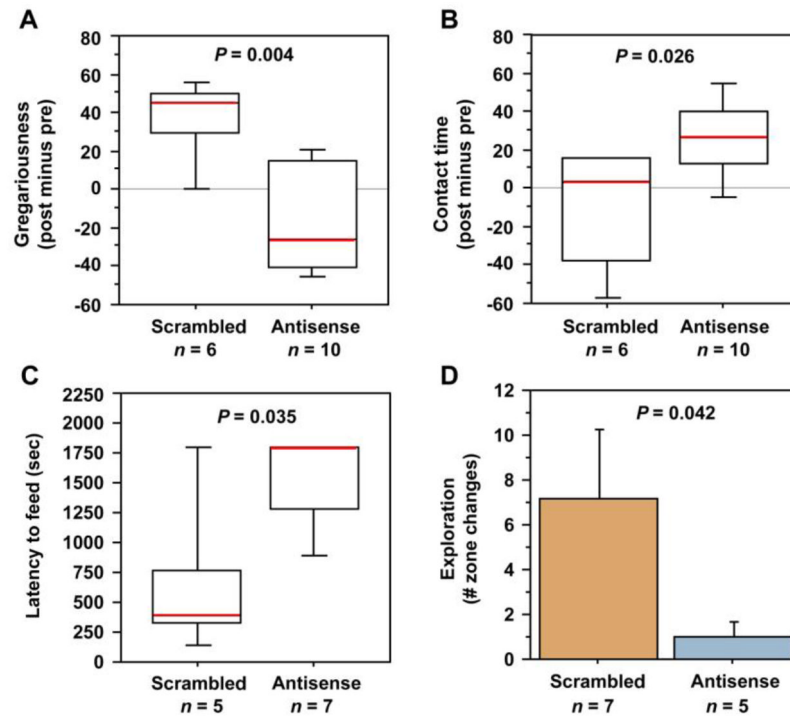 A
80
60
40
20
0
-20
-40
-60
Gregariousness
(post minus pre)
P = 0.004
Scrambled
n = 6
Antisense
n = 10
B
80
60
40
20
0
-20
-40
-60
Contact time
(post minus pre)
P = 0.026
Scrambled
n = 6
Antisense
n = 10
C
2250
2000
1750
1500
1250
1000
750
500
250
0
Latency to feed (sec)
P = 0.035
Scrambled
n = 5
Antisense
n = 7
D
12
10
8
6
4
2
0
Exploration
(# zone changes)
P = 0.042
Scrambled
n = 7
Antisense
n = 5